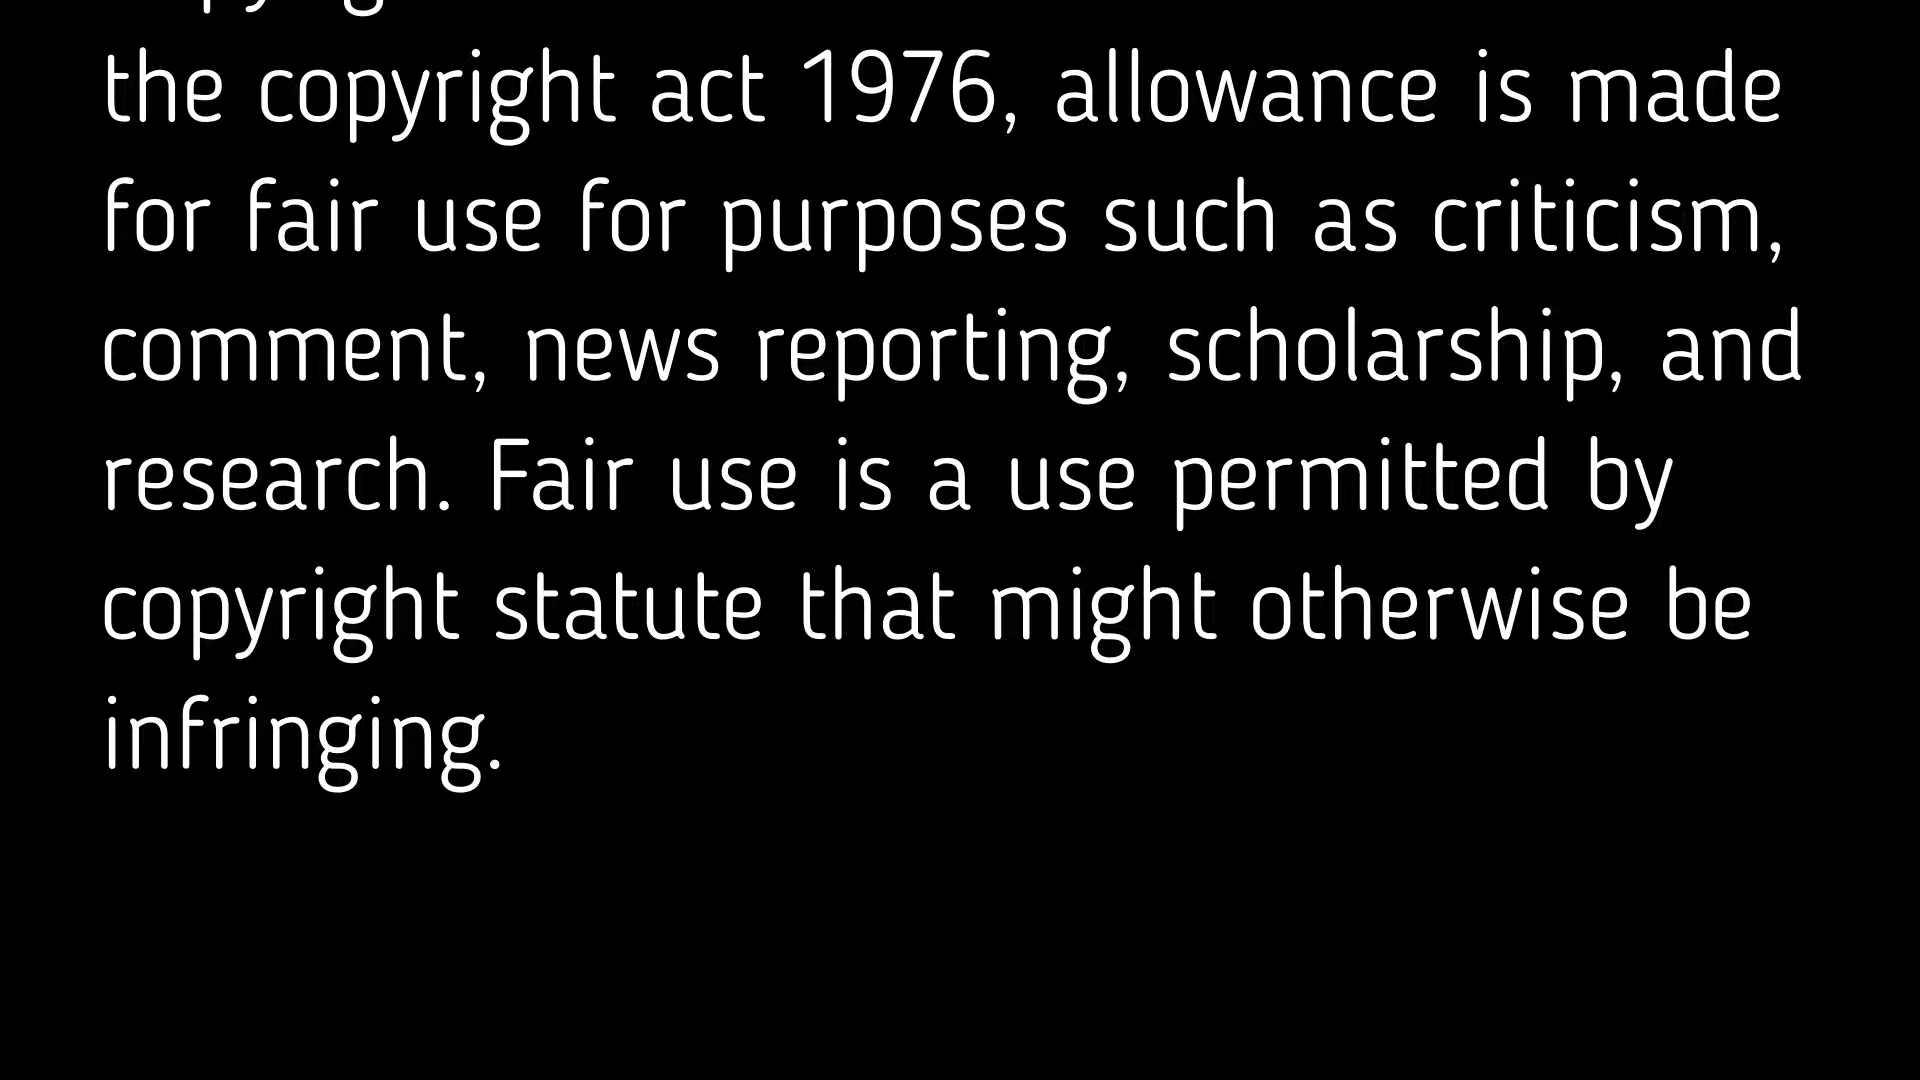 the copyright act 1976, allowance is made
for fair use for purposes such as criticism,
comment, news reporting, scholarship, and
research. Fair use is a use permitted by
copyright statute that might otherwise be
infringing.